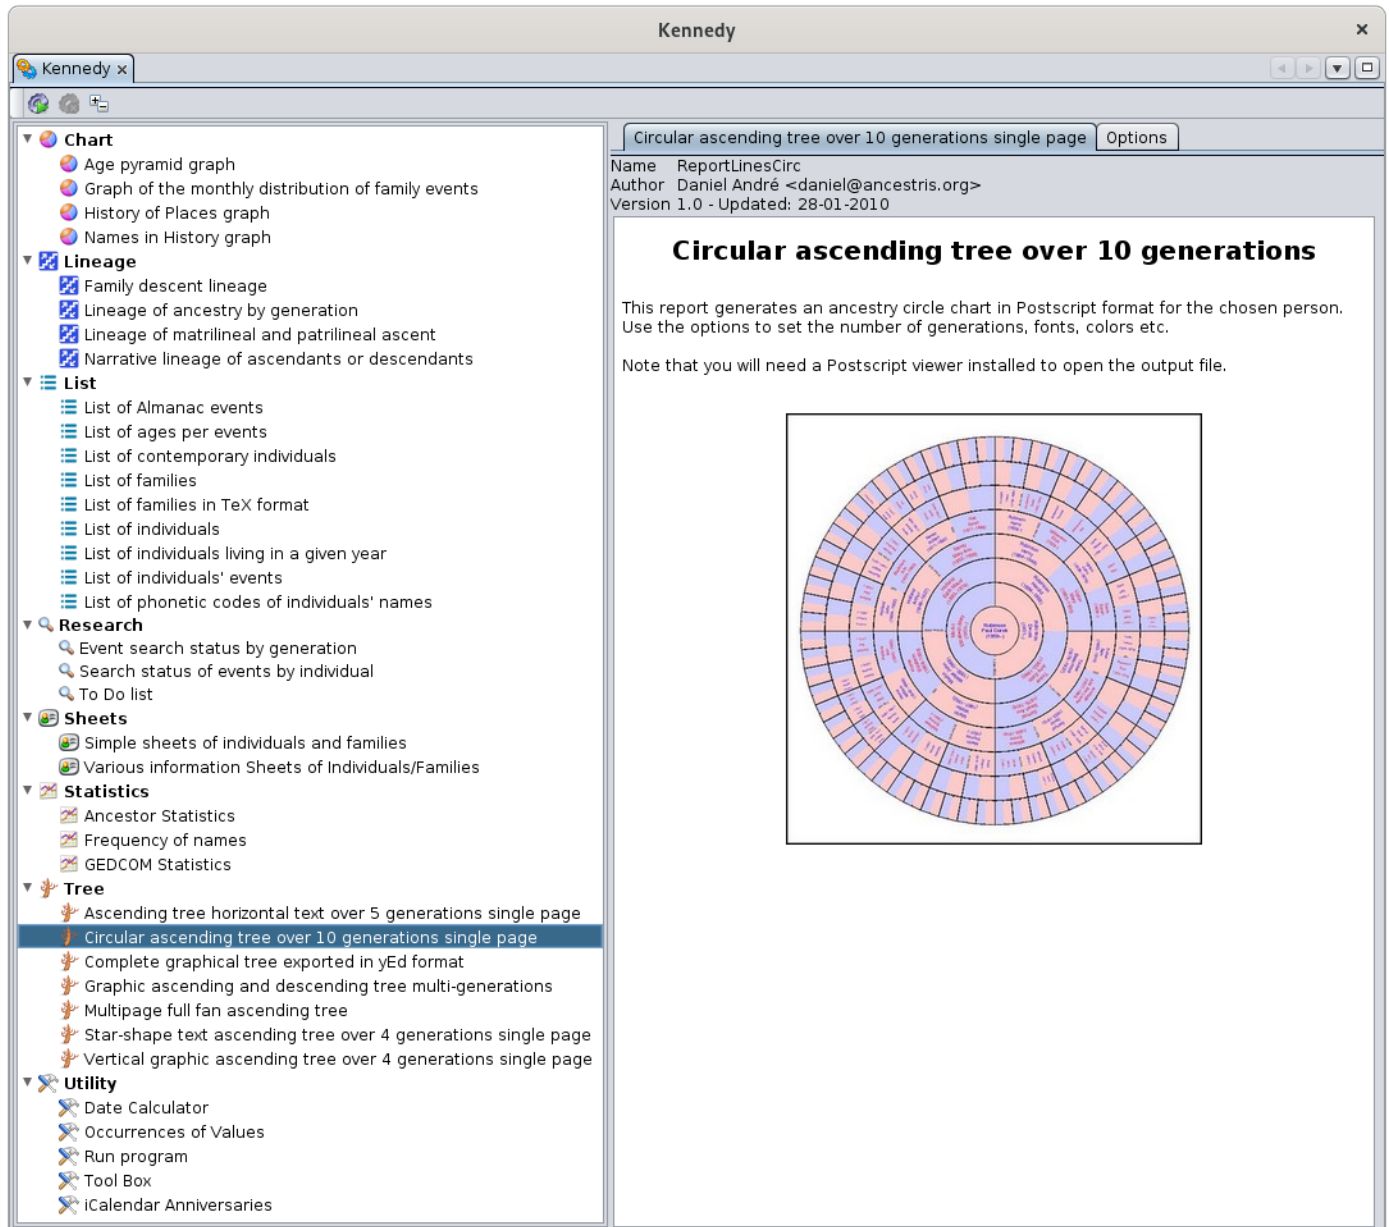 Kennedy
Kennedy
Chart
Age pyramid graph
Graph of the monthly distribution of family events
History of Places graph
Names in History graph
Lineage
Family descent lineage
Lineage of ancestry by generation
Lineage of matrilineal and patrilineal ascent
Narrative lineage of ascendants or descendants
List
List of Almanac events
List of ages per events
List of contemporary individuals
List of families
List of families in TeX format
List of individuals
List of individuals living in a given year
List of individuals' events
List of phonetic codes of individuals' names
Research
Event search status by generation
Search status of events by individual
To Do list
Sheets
Simple sheets of individuals and families
Various information Sheets of Individuals/Families
Statistics
Ancestor Statistics
Frequency of names
GEDCOM Statistics
Tree
Ascending tree horizontal text over 5 generations single page
Circular ascending tree over 10 generations single page
Complete graphical tree exported in yEd format
Graphic ascending and descending tree multi-generations
Multipage full fan ascending tree
Star-shape text ascending tree over 4 generations single page
Vertical graphic ascending tree over 4 generations single page
Utility
Date Calculator
Occurrences of Values
Run program
Tool Box
iCalendar Anniversaries
Circular ascending tree over 10 generations single page
Options
Name ReportLinesCirc
Author Daniel André <daniel@ancestris.org>
Version 1.0 - Updated: 28-01-2010
Circular ascending tree over 10 generations
This report generates an ancestry circle chart in Postscript format for the chosen person.
Use the options to set the number of generations, fonts, colors etc.
Note that you will need a Postscript viewer installed to open the output file.